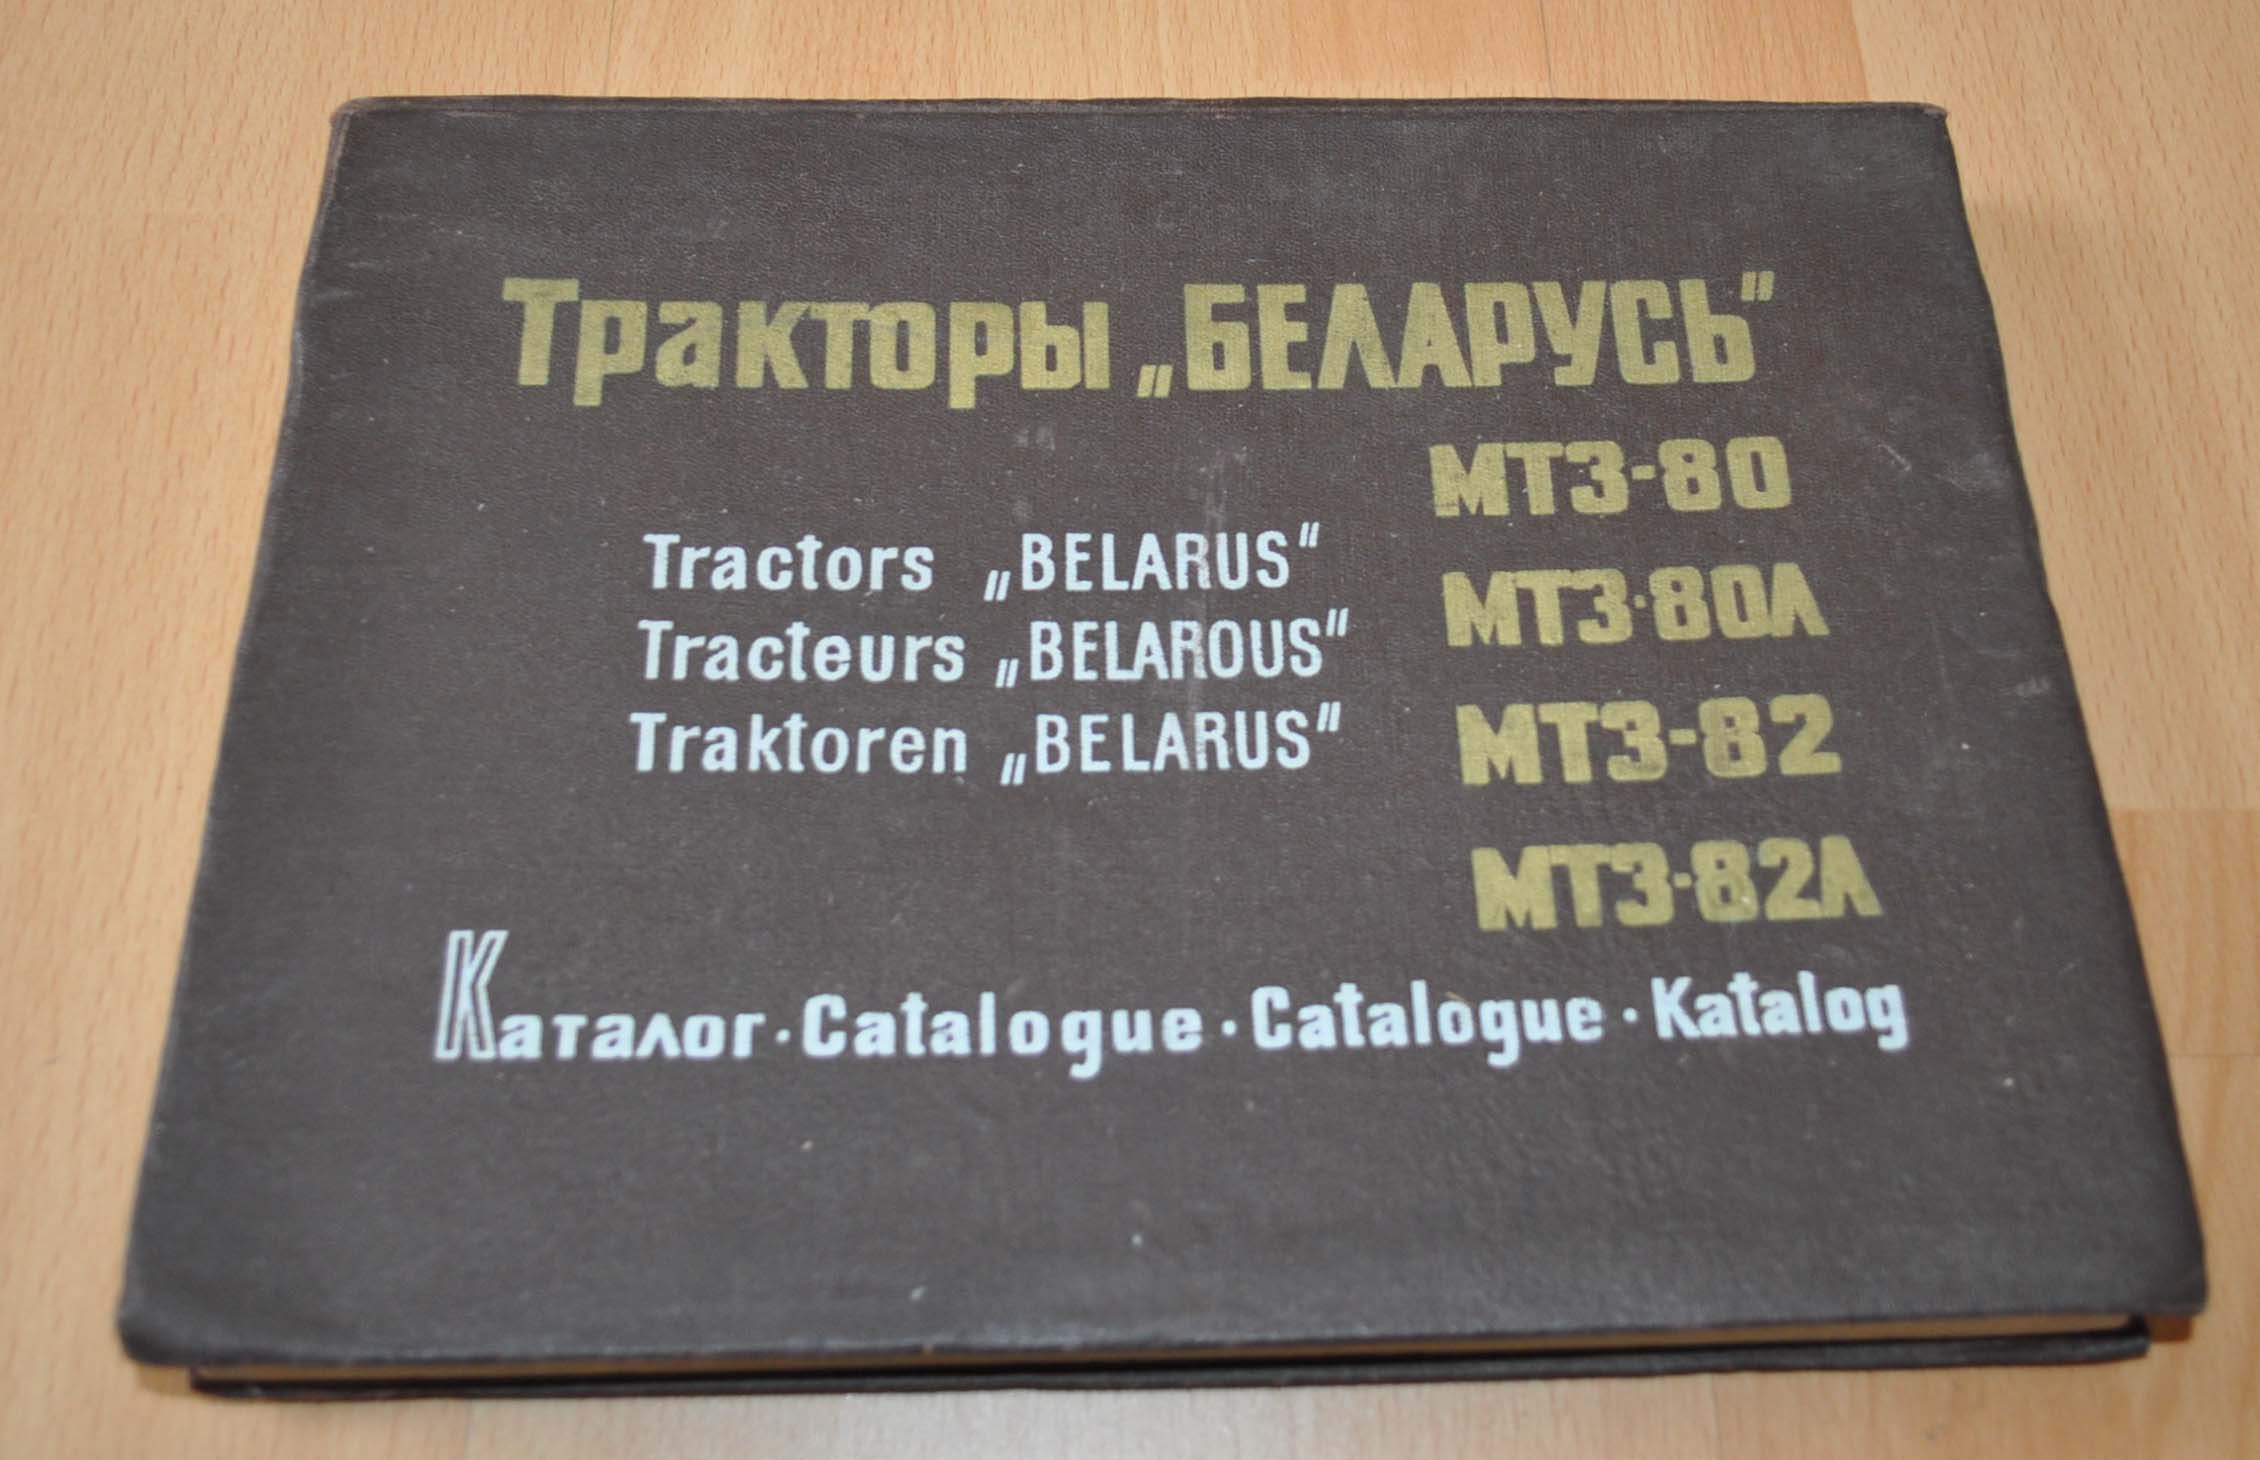 Тракторы „БЕЛАРУСЬ“
МТЗ-80
Tractors „BELARUS“
МТЗ-80Л
Tracteurs „BELAROUS“
МТЗ-82
Traktoren „BELARUS“
МТЗ-82Л
Каталог · Catalogue · Catalogue · Katalog